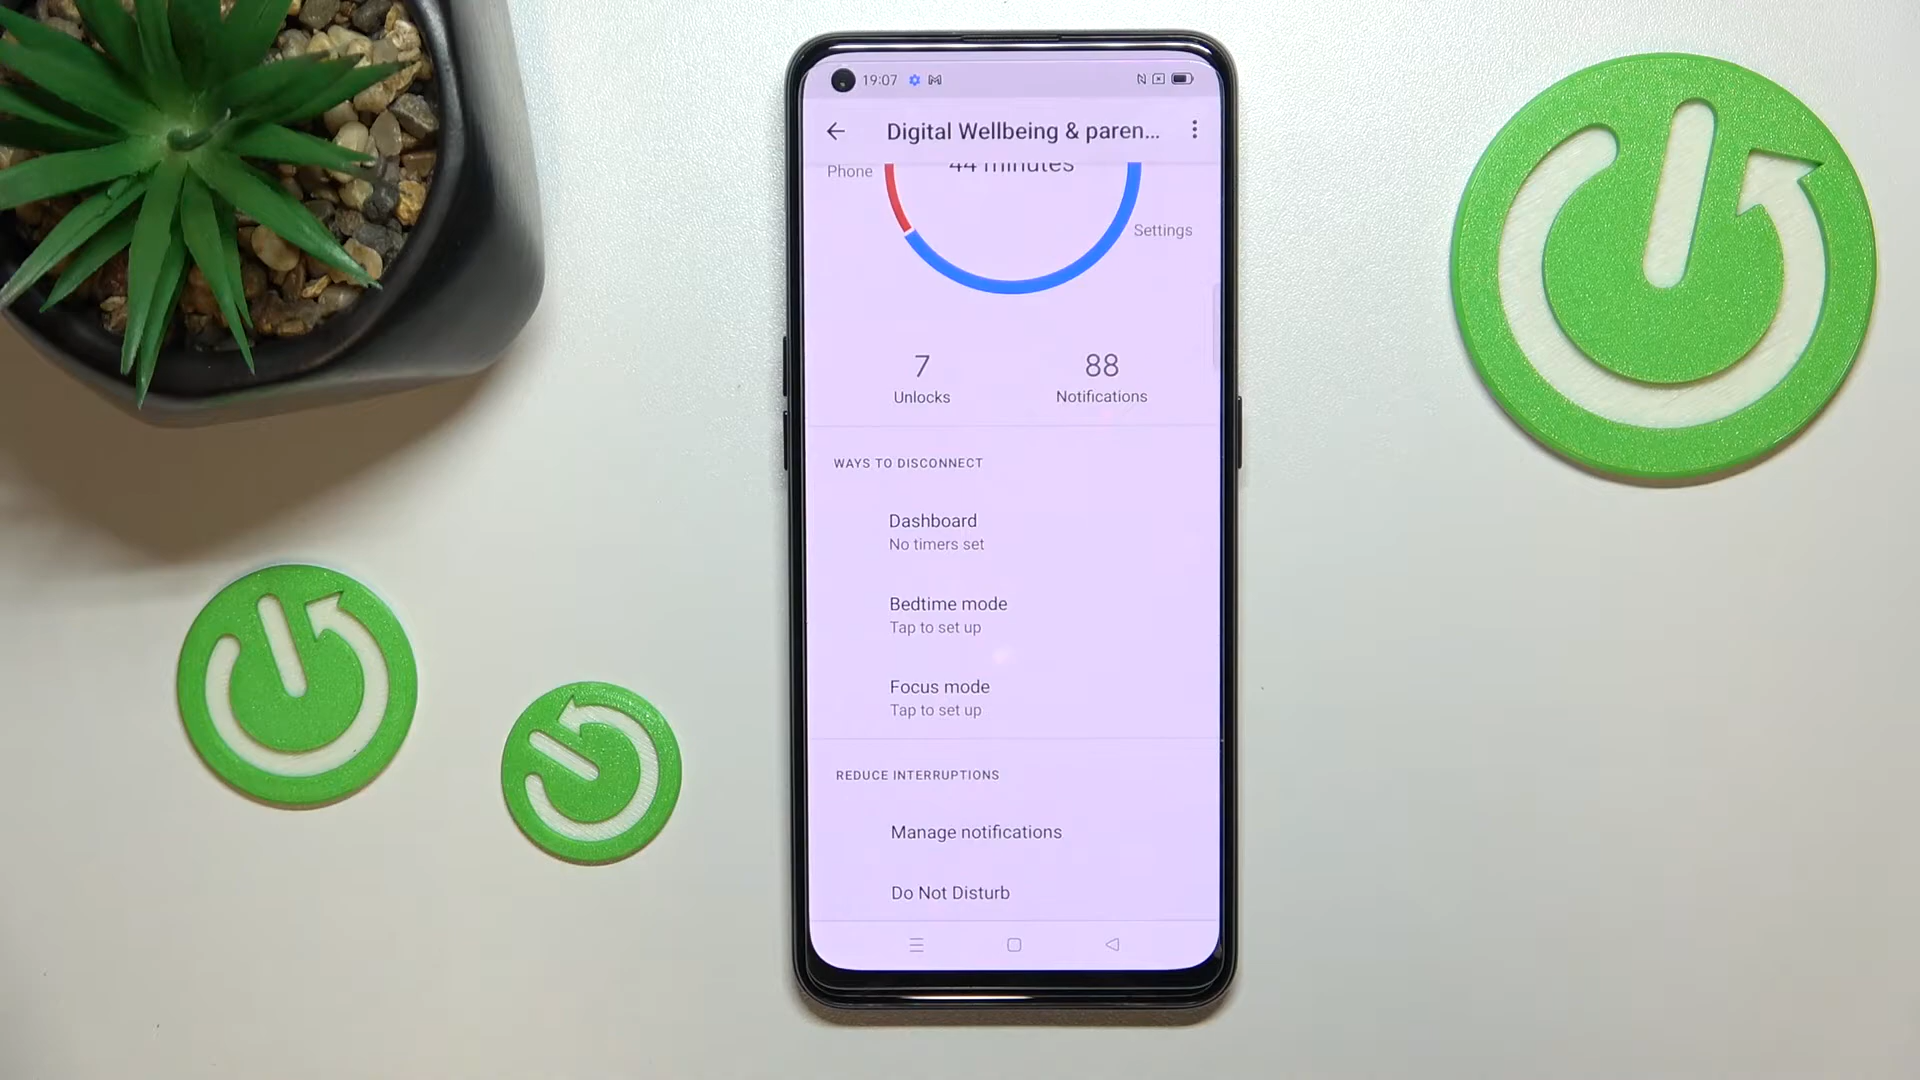 19:07
Digital Wellbeing & paren...
44 minutes
Phone
Settings
7
88
Unlocks
Notifications
WAYS TO DISCONNECT
Dashboard
No timers set
Bedtime mode
Tap to set up
Focus mode
Tap to set up
REDUCE INTERRUPTIONS
Manage notifications
Do Not Disturb